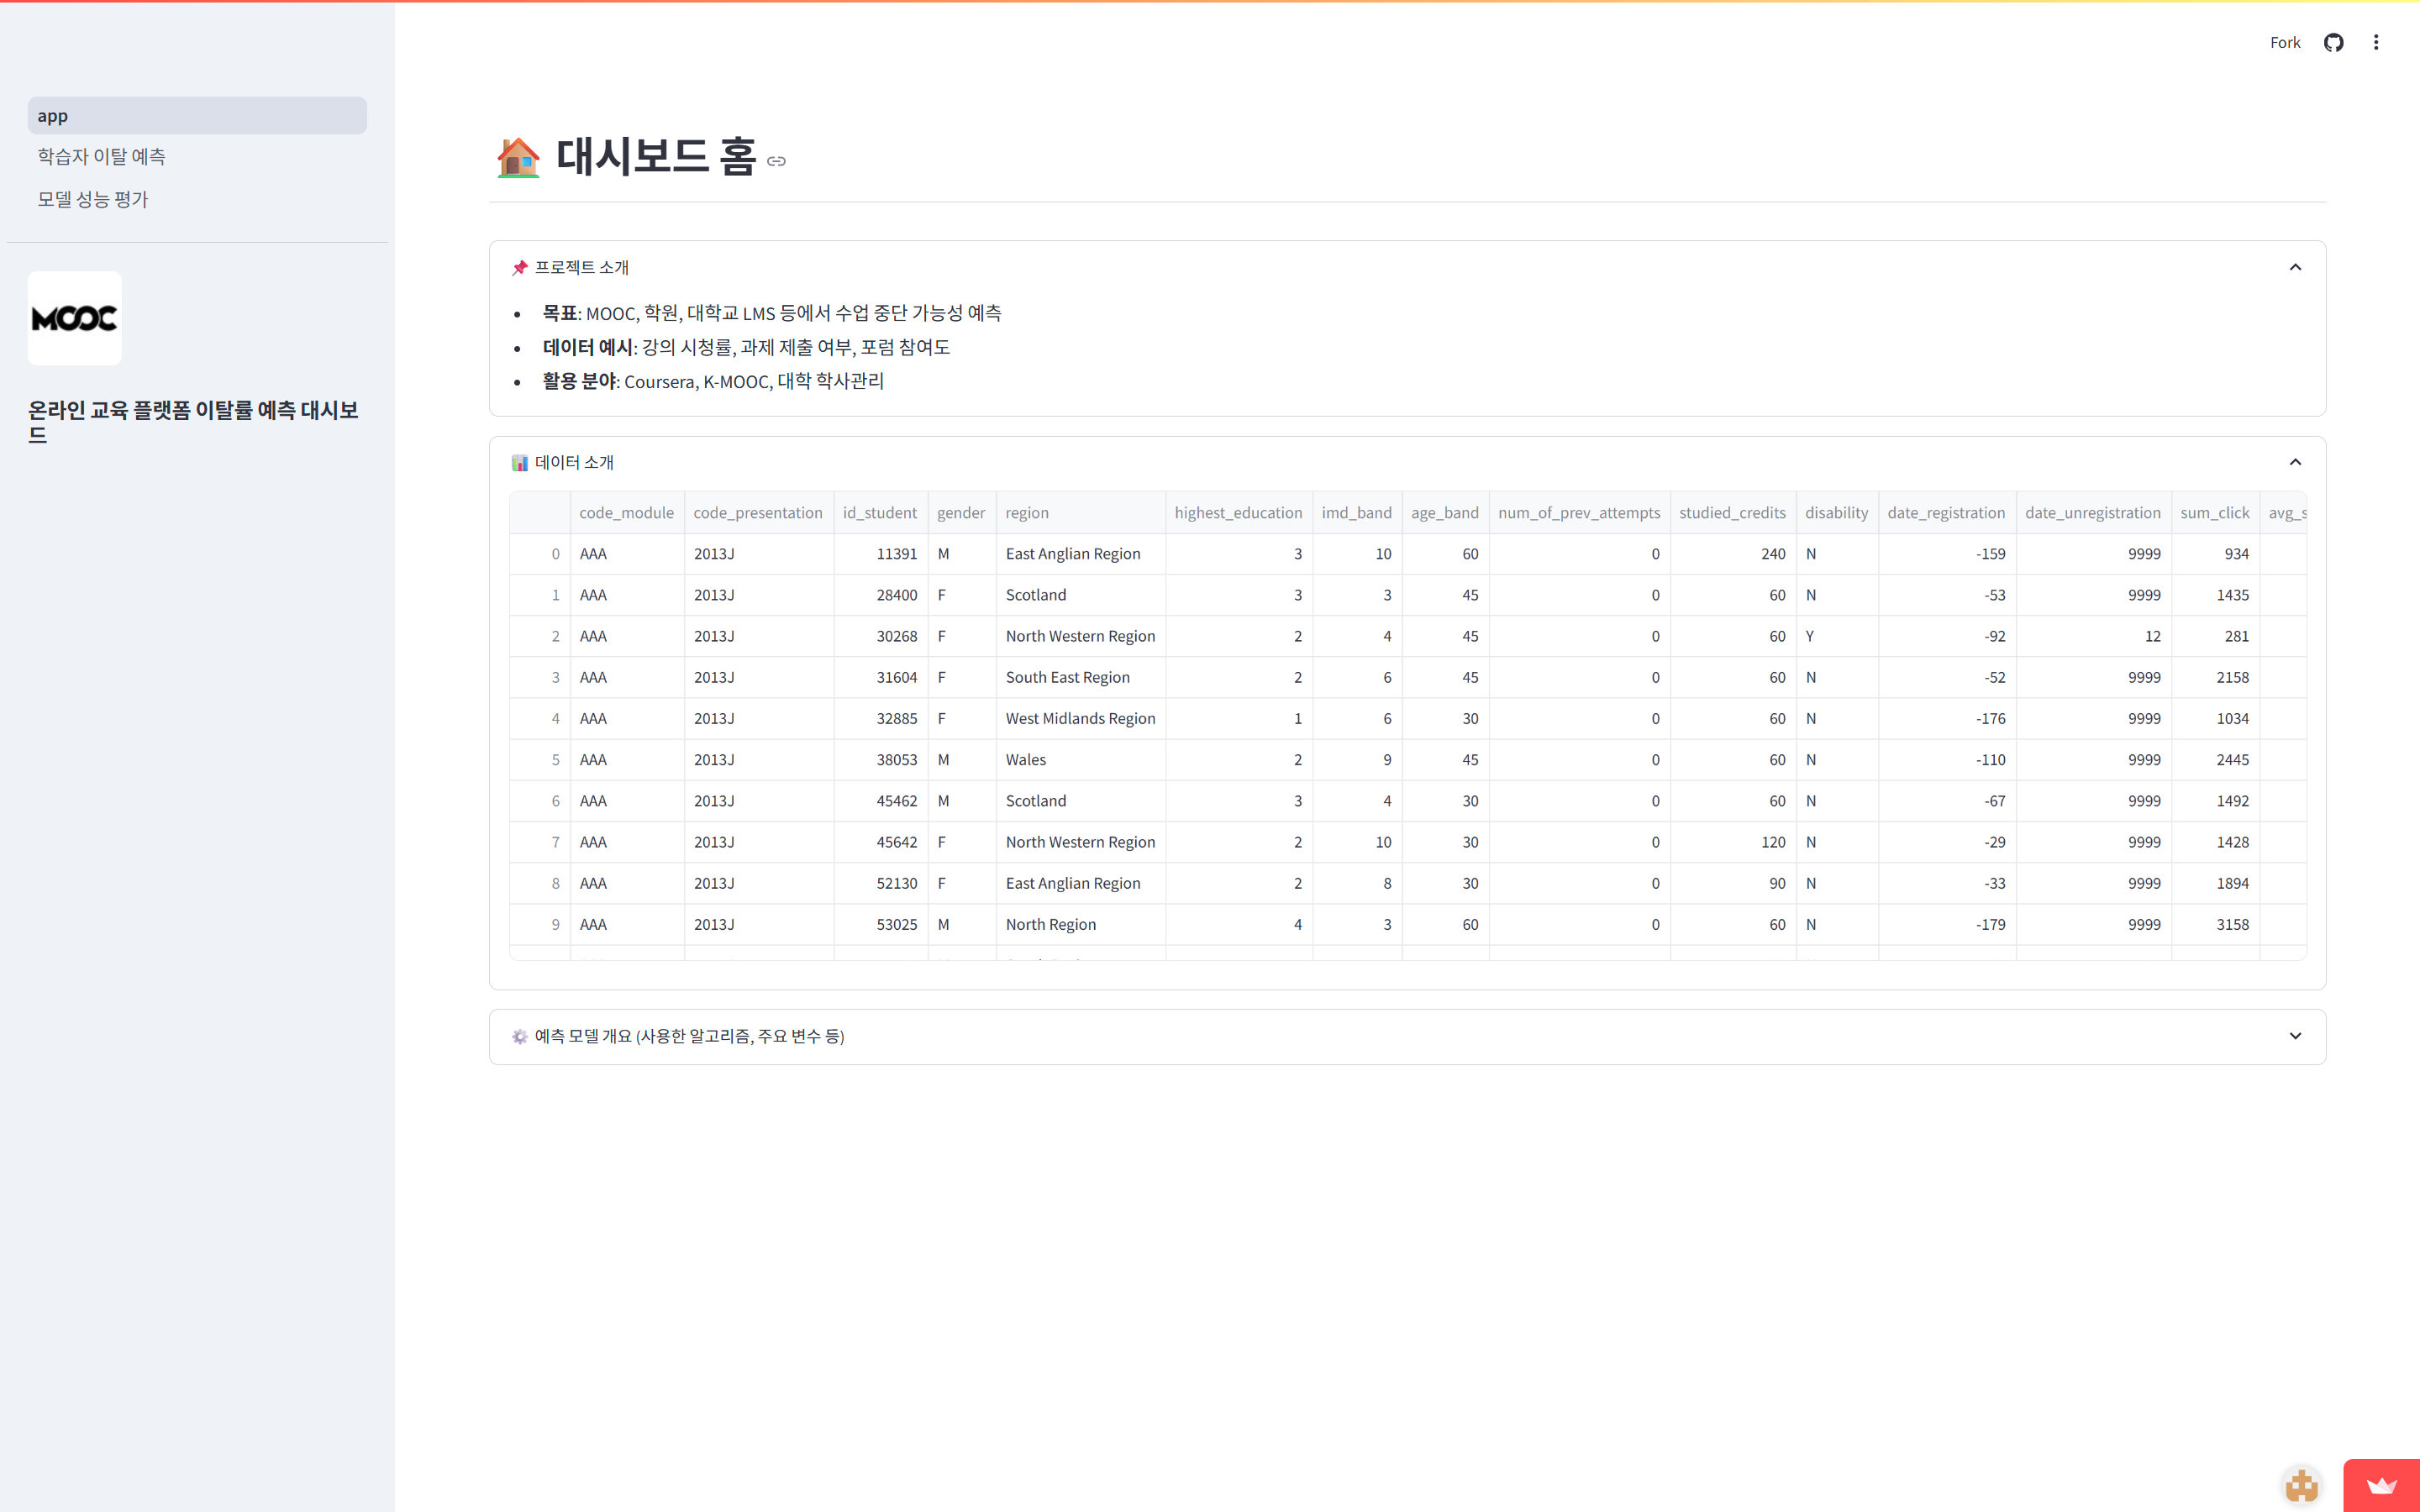 Fork
app
학습자 이탈 예측
모델 성능 평가
MOOC
온라인 교육 플랫폼 이탈률 예측 대시보
드
대시보드 홈
프로젝트 소개
목표: MOOC, 학원, 대학교 LMS 등에서 수업 중단 가능성 예측
데이터 예시: 강의 시청률, 과제 제출 여부, 포럼 참여도
활용 분야: Coursera, K-MOOC, 대학 학사관리
데이터 소개
code_module code_presentation id_student gender region highest_education imd_band age_band num_of_prev_attempts studied_credits disability date_registration date_unregistration sum_click avg_s
0 AAA 2013J 11391 M East Anglian Region 3 10 60 0 240 N -159 9999 934
1 AAA 2013J 28400 F Scotland 3 3 45 0 60 N -53 9999 1435
2 AAA 2013J 30268 F North Western Region 2 4 45 0 60 Y -92 12 281
3 AAA 2013J 31604 F South East Region 2 6 45 0 60 N -52 9999 2158
4 AAA 2013J 32885 F West Midlands Region 1 6 30 0 60 N -176 9999 1034
5 AAA 2013J 38053 M Wales 2 9 45 0 60 N -110 9999 2445
6 AAA 2013J 45462 M Scotland 3 4 30 0 60 N -67 9999 1492
7 AAA 2013J 45642 F North Western Region 2 10 30 0 120 N -29 9999 1428
8 AAA 2013J 52130 F East Anglian Region 2 8 30 0 90 N -33 9999 1894
9 AAA 2013J 53025 M North Region 4 3 60 0 60 N -179 9999 3158
예측 모델 개요 (사용한 알고리즘, 주요 변수 등)